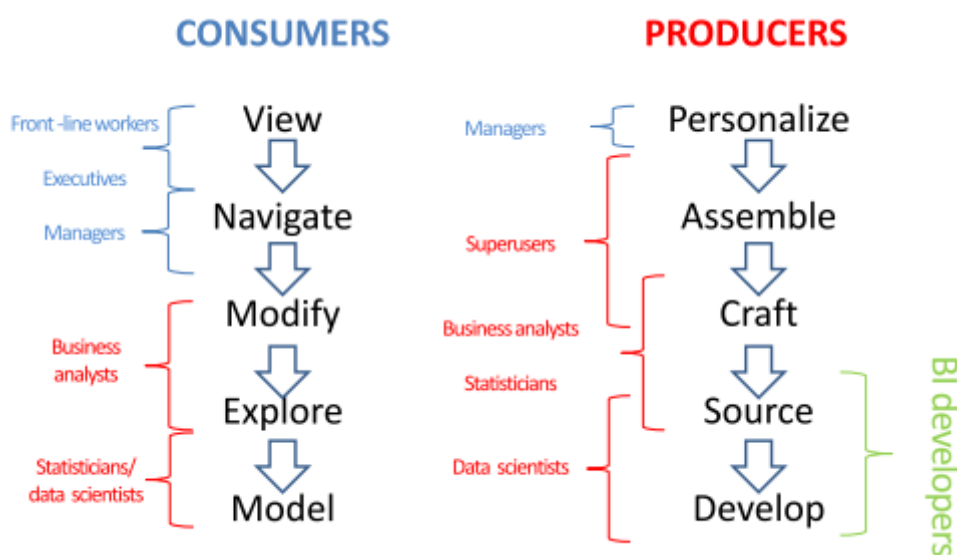 CONSUMERS
PRODUCERS
Front -line workers
Executives
Managers
Business
analysts
Statisticians/
data scientists
View
Navigate
Modify
Explore
Model
Managers
Superusers
Business analysts
Statisticians
Data scientists
Personalize
Assemble
Craft
Source
Develop
BI developers